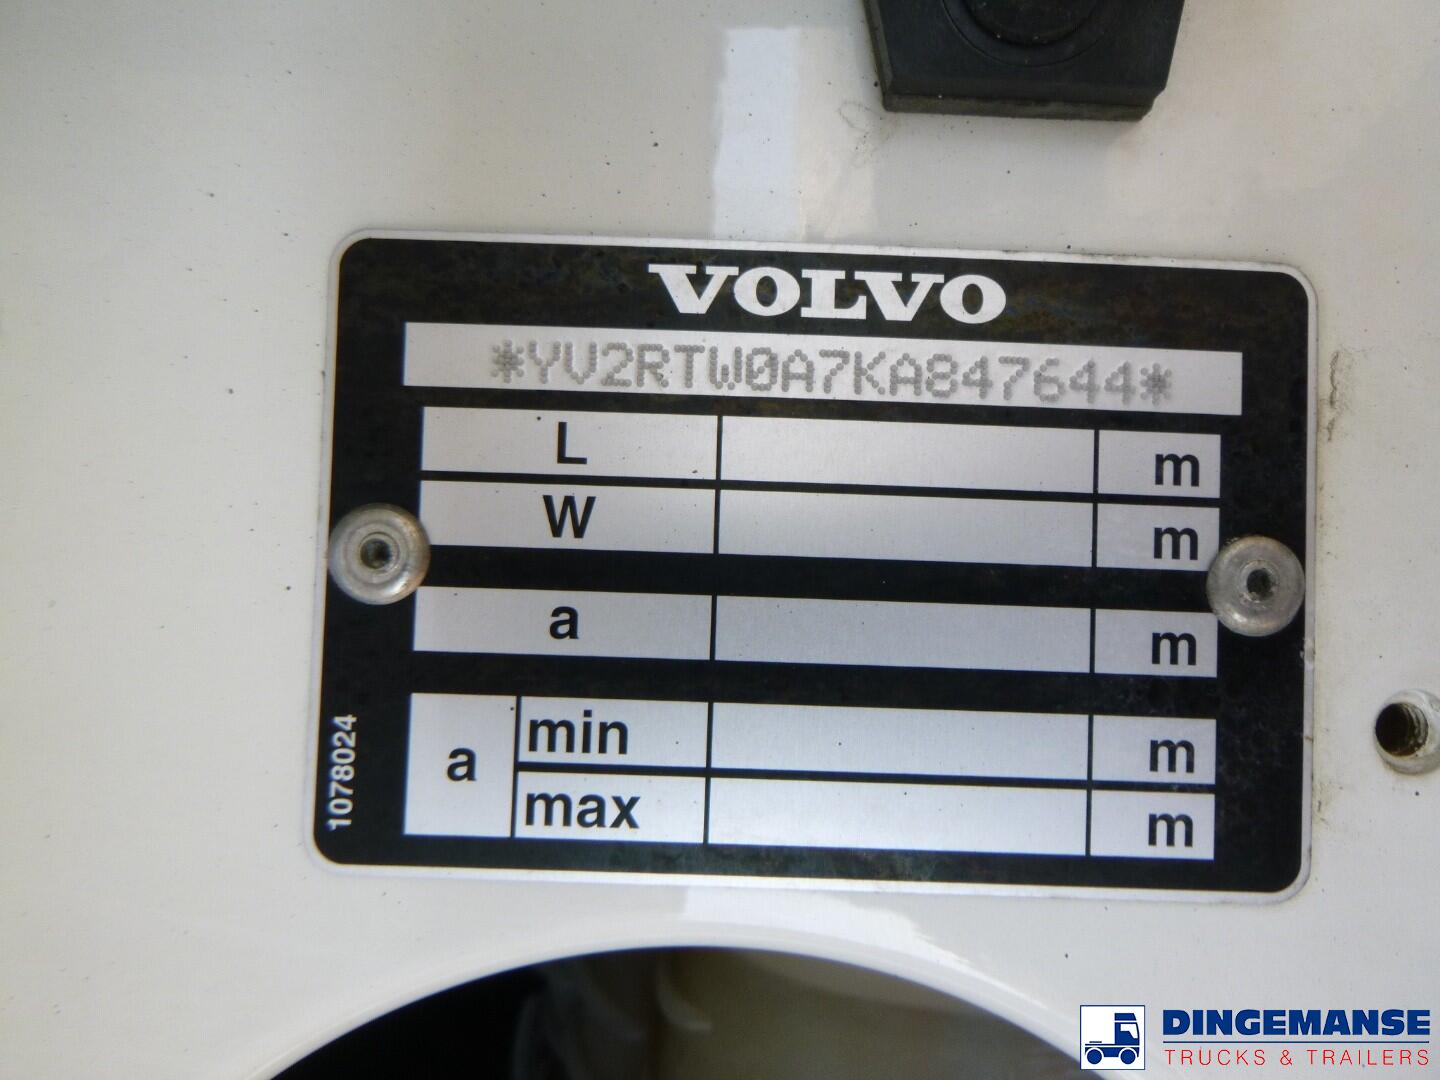 VOLVO
*YV2RTW0A7KA847644*
L m
W m
a m
a min m
max m
1078024
DINGEMANSE
TRUCKS & TRAILERS